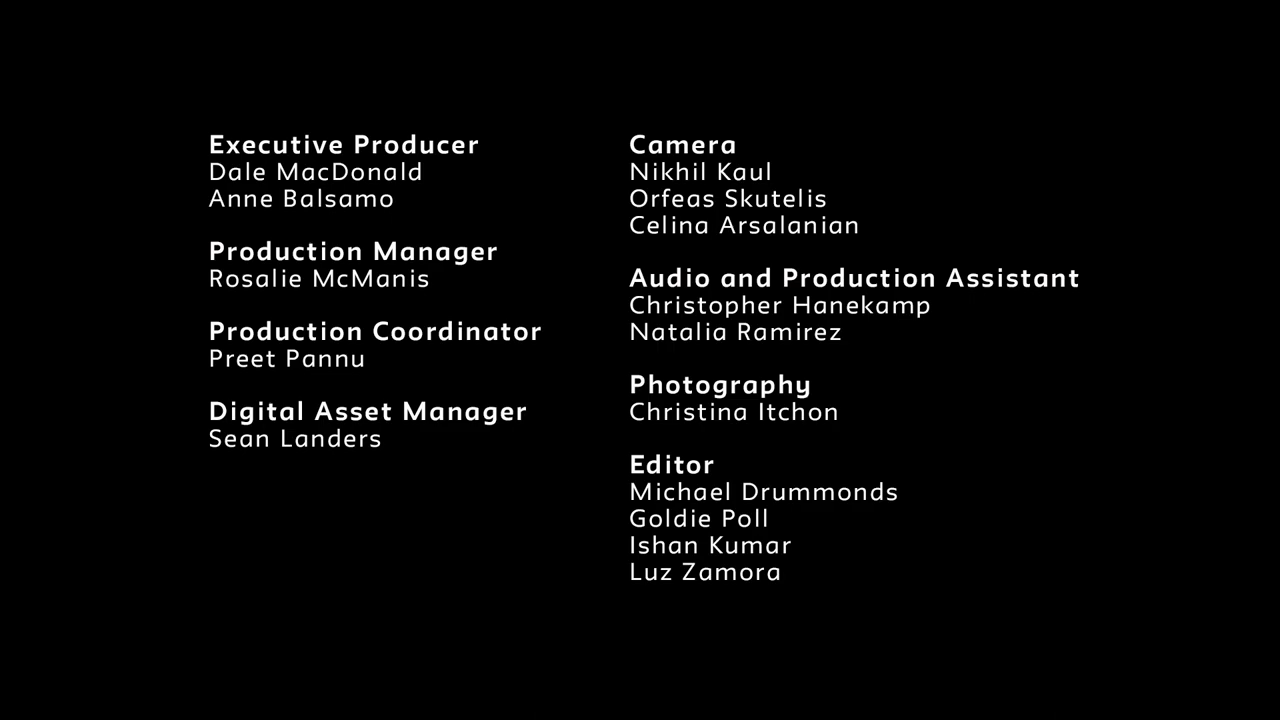 Executive Producer
Dale MacDonald
Anne Balsamo
Production Manager
Rosalie McManis
Production Coordinator
Preet Pannu
Digital Asset Manager
Sean Landers
Camera
Nikhil Kaul
Orfeas Skutelis
Celina Arsalanian
Audio and Production Assistant
Christopher Hanekamp
Natalia Ramirez
Photography
Christina Itchon
Editor
Michael Drummonds
Goldie Poll
Ishan Kumar
Luz Zamora